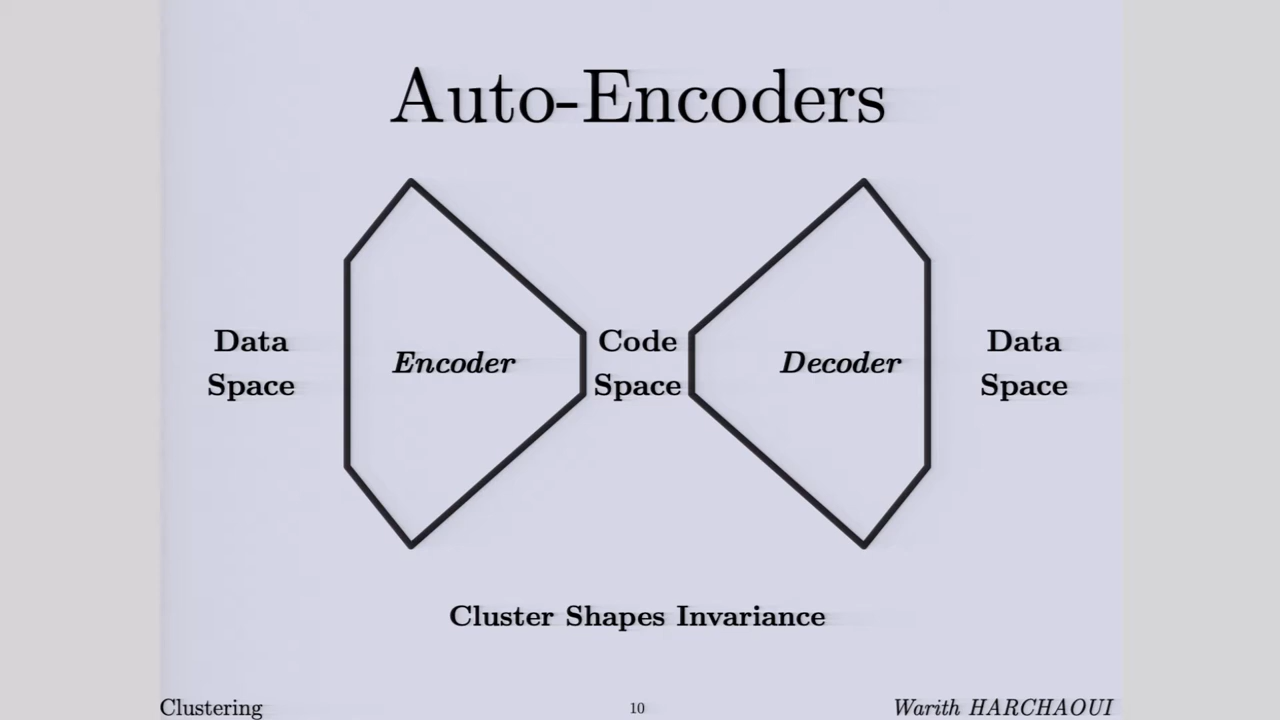 Auto-Encoders
Data
Space
Encoder
Code
Space
Decoder
Data
Space
Cluster Shapes Invariance
Clustering
10
Warith HARCHAOUI